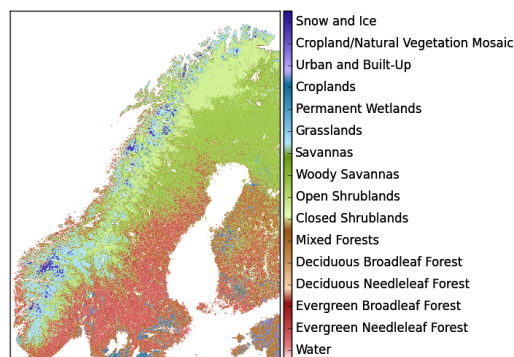 Snow and Ice
Cropland/Natural Vegetation Mosaic
Urban and Built-Up
Croplands
Permanent Wetlands
Grasslands
Savannas
Woody Savannas
Open Shrublands
Closed Shrublands
Mixed Forests
Deciduous Broadleaf Forest
Deciduous Needleleaf Forest
Evergreen Broadleaf Forest
Evergreen Needleleaf Forest
Water